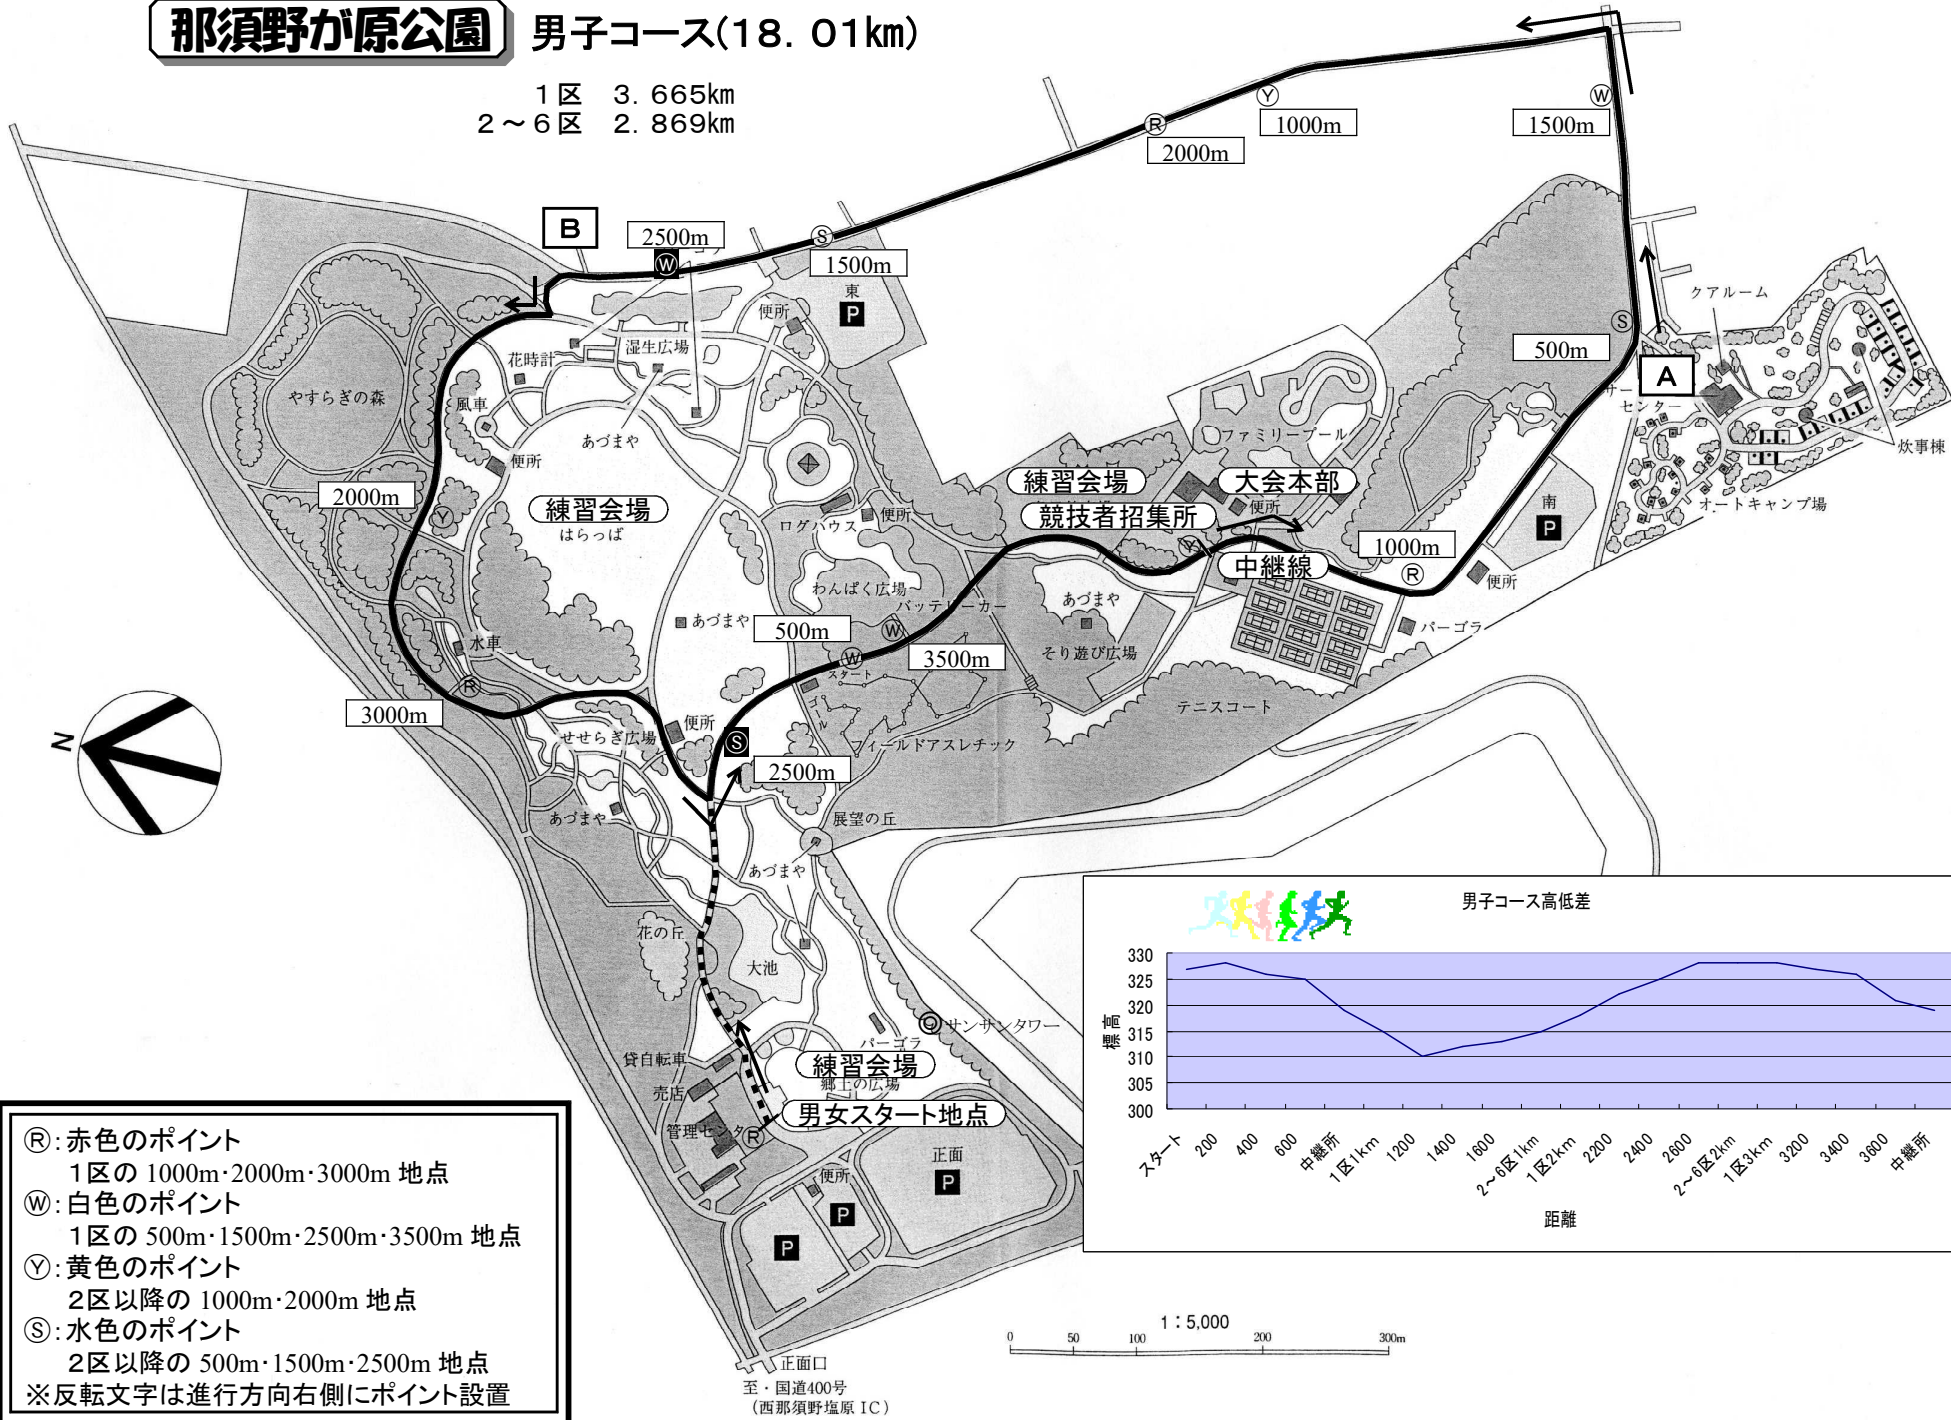 那須野が原公園
男子コース(18. 01km)
1区 3. 665km
2～6区 2. 869km
Y
1000m
W
1500m
R
2000m
B
2500m
W
S
1500m
東
P
便所
クアルーム
S
500m
A
センター
炊事棟
オートキャンプ場
花時計
湿生広場
やすらぎの森
風車
あづまや
便所
ファミリープール
練習会場
大会本部
便所
競技者招集所
南
P
2000m
Y
練習会場
はらっぱ
ログハウス
便所
Y
中継線
1000m
R
便所
わんぱく広場
バッテリーカー
あづまや
パーゴラ
水車
あづまや
500m
W
W
3500m
そり遊び広場
スタート
ゴール
R
3000m
テニスコート
せせらぎ広場
便所
S
フィールドアスレチック
2500m
N
あづまや
展望の丘
あづまや
花の丘
大池
サンサンタワー
パーゴラ
貸自転車
練習会場
郷土の広場
売店
男女スタート地点
管理センター
R
正面
P
便所
P
P
正面口
至・国道400号
(西那須野塩原 IC)
男子コース高低差
標高
330
325
320
315
310
305
300
スタート
200
400
600
中継所
1区1km
1200
1400
1600
2～6区1km
1区2km
2200
2400
2600
2～6区2km
1区3km
3200
3400
3600
中継所
距離
1：5,000
0 50 100 200 300m
Ⓡ：赤色のポイント
1区の 1000m･2000m･3000m 地点
Ⓦ：白色のポイント
1区の 500m･1500m･2500m･3500m 地点
Ⓨ：黄色のポイント
2区以降の 1000m･2000m 地点
Ⓢ：水色のポイント
2区以降の 500m･1500m･2500m 地点
※反転文字は進行方向右側にポイント設置